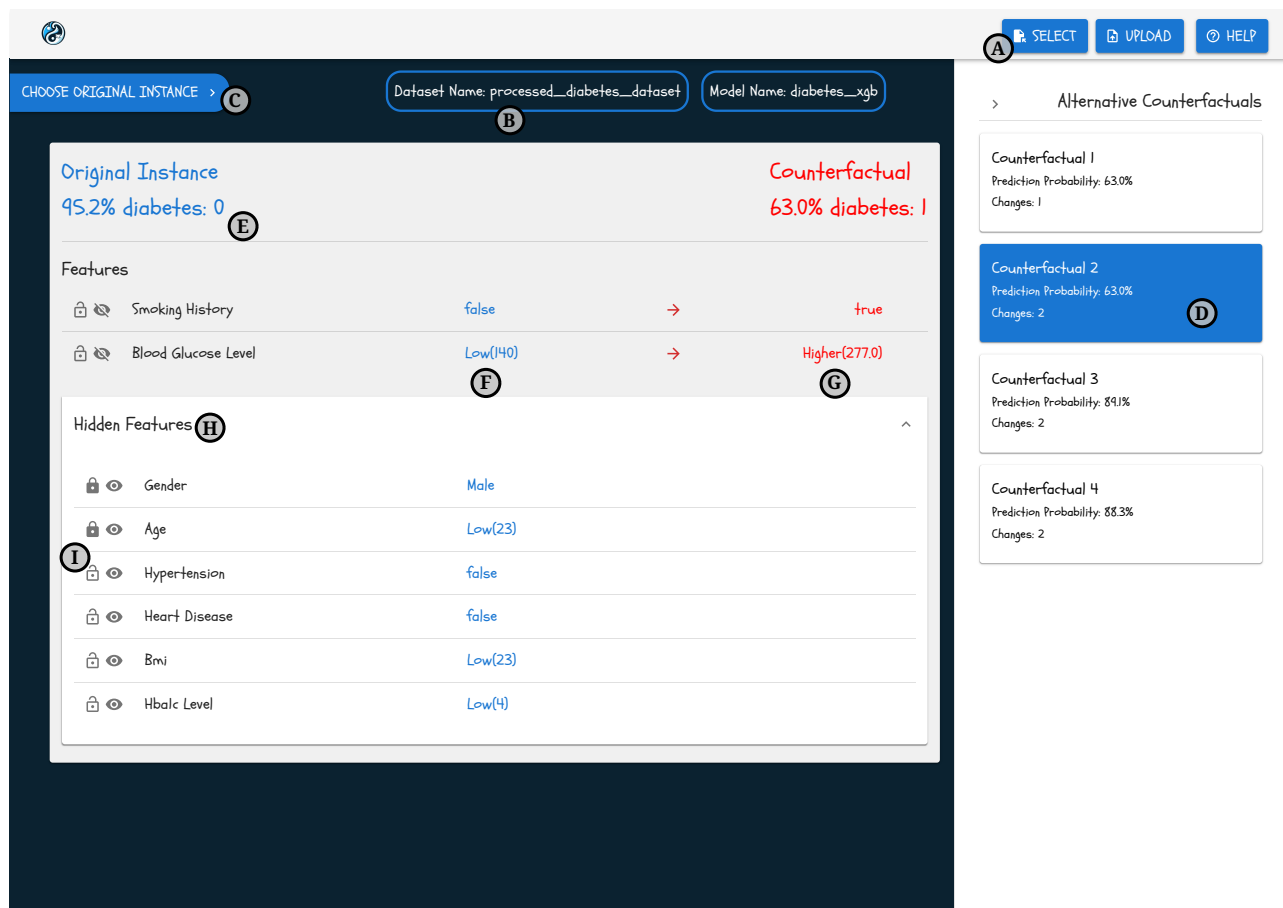 SELECT UPLOAD HELP
A
CHOOSE ORIGINAL INSTANCE
C
Dataset Name: processed_diabetes_dataset
B
Model Name: diabetes_xgb
Original Instance Counterfactual
95.2% diabetes: 0 63.0% diabetes: 1
E
Features
Smoking History false → true
Blood Glucose Level Low(140) → Higher(277.0)
F G
Hidden Features
H
Gender Male
Age Low(23)
I
Hypertension false
Heart Disease false
Bmi Low(23)
Hba1c Level Low(4)
Alternative Counterfactuals
Counterfactual 1
Prediction Probability: 63.0%
Changes: 1
Counterfactual 2
Prediction Probability: 63.0%
Changes: 2
D
Counterfactual 3
Prediction Probability: 89.1%
Changes: 2
Counterfactual 4
Prediction Probability: 88.3%
Changes: 2